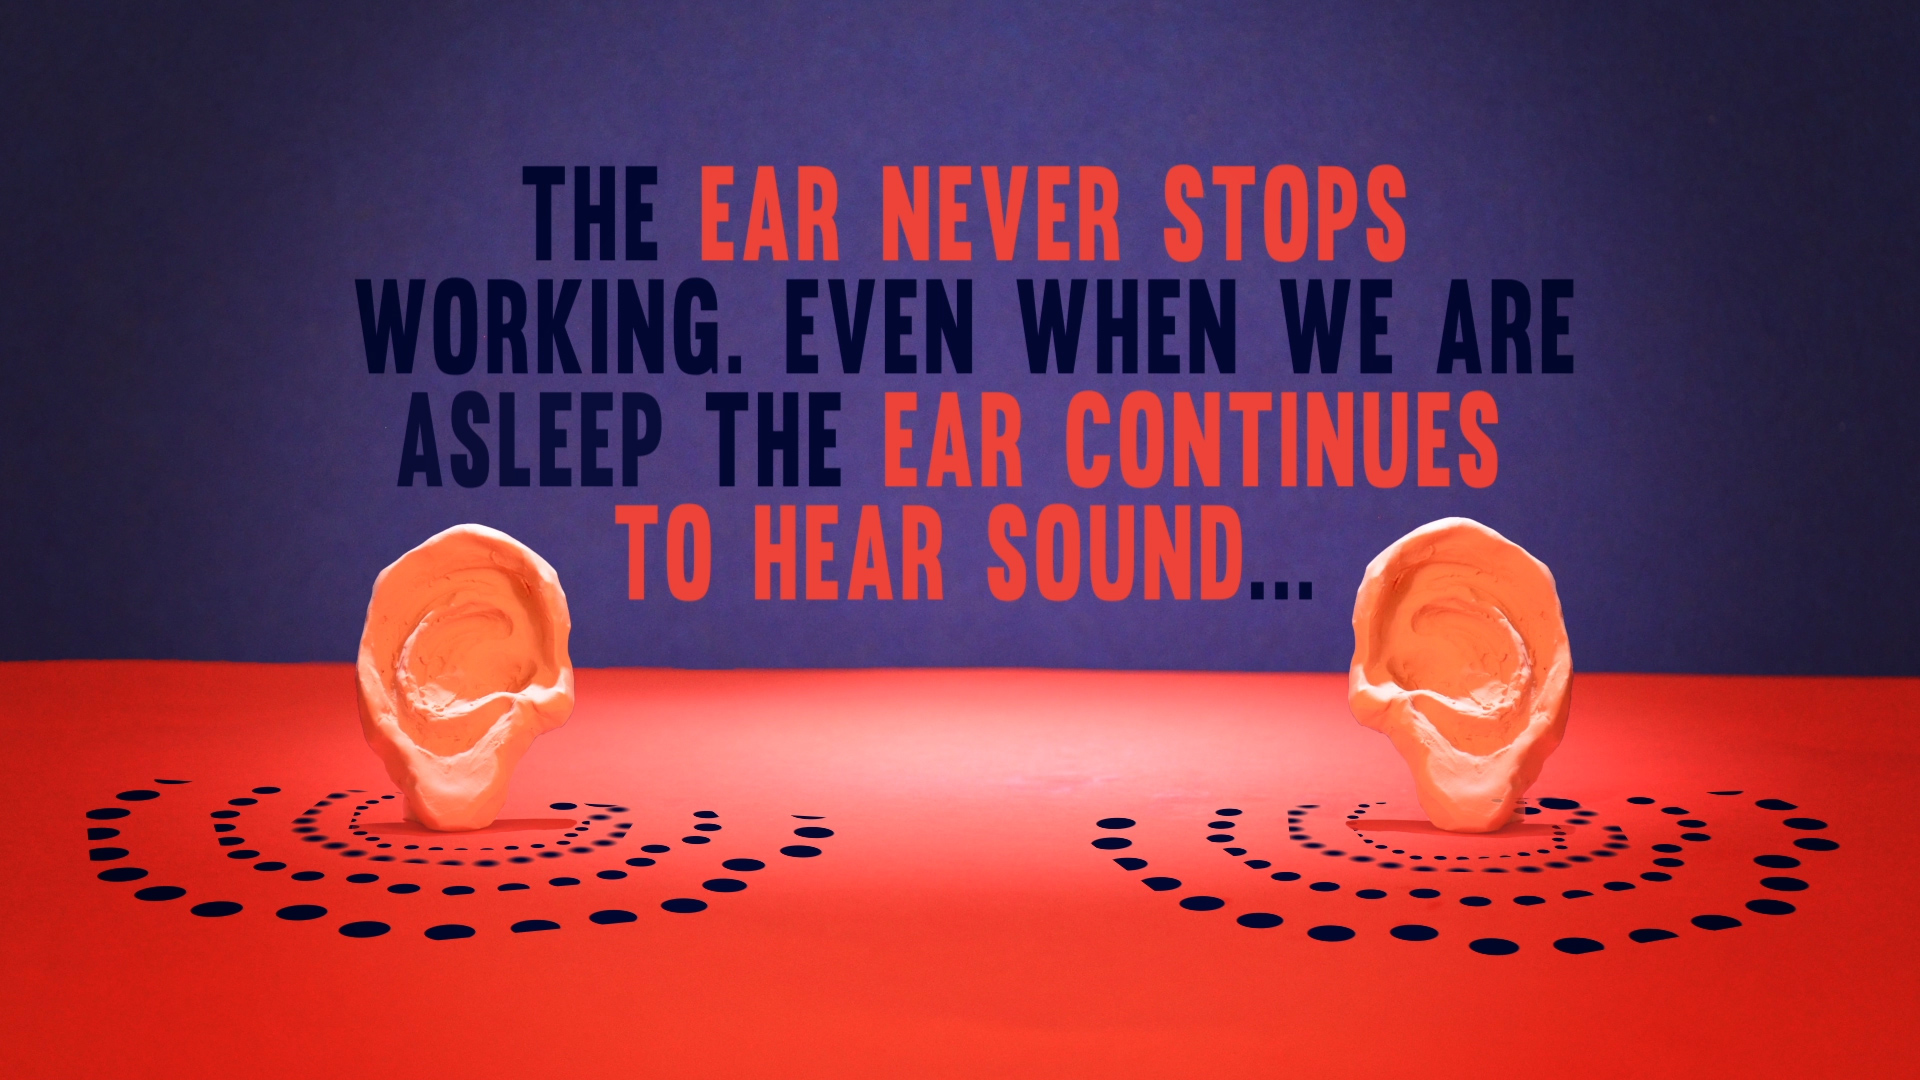 THE EAR NEVER STOPS
WORKING. EVEN WHEN WE ARE
ASLEEP THE EAR CONTINUES
TO HEAR SOUND...